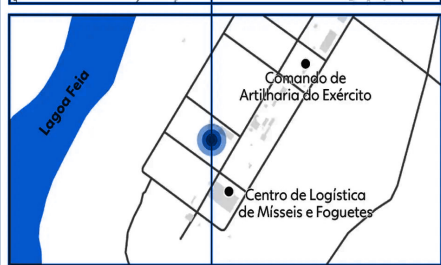 Lagoa Feia
Comando de
Artilharia do Exército
Centro de Logística
de Mísseis e Foguetes